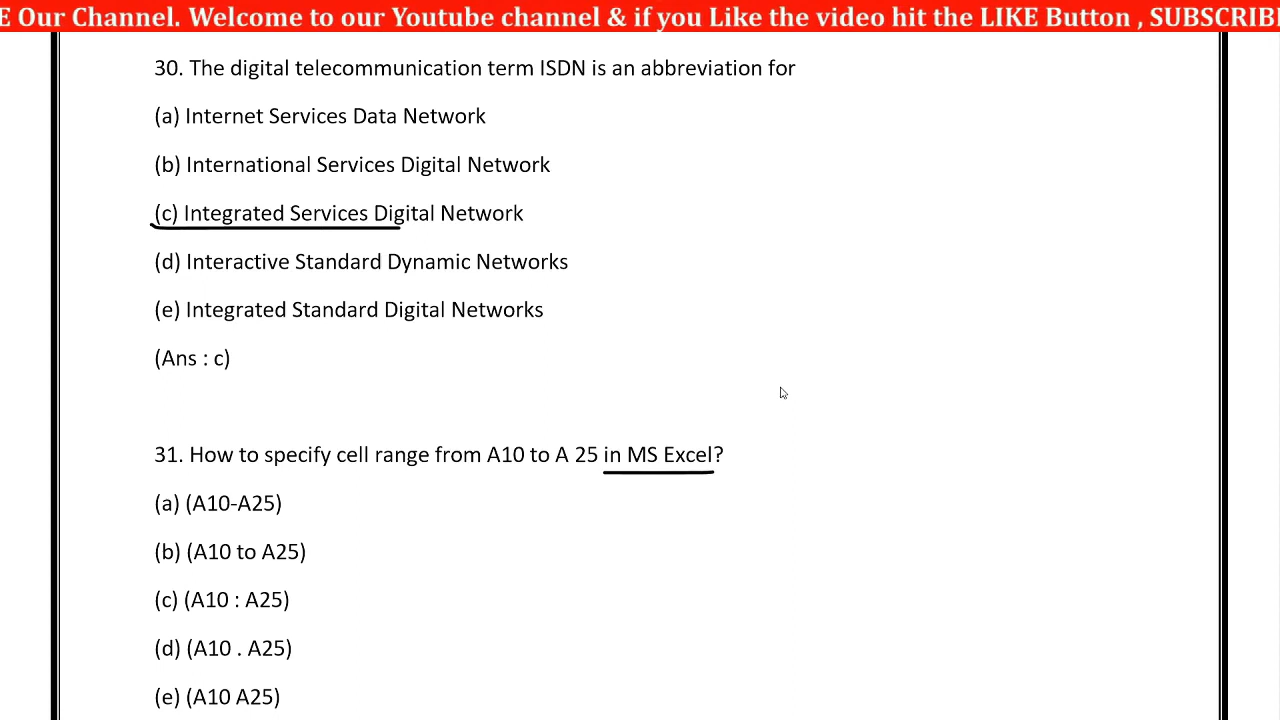 E Our Channel. Welcome to our Youtube channel & if you Like the video hit the LIKE Button , SUBSCRIB
30. The digital telecommunication term ISDN is an abbreviation for
(a) Internet Services Data Network
(b) International Services Digital Network
(c) Integrated Services Digital Network
(d) Interactive Standard Dynamic Networks
(e) Integrated Standard Digital Networks
(Ans : c)
31. How to specify cell range from A10 to A 25 in MS Excel?
(a) (A10-A25)
(b) (A10 to A25)
(c) (A10 : A25)
(d) (A10 . A25)
(e) (A10 A25)